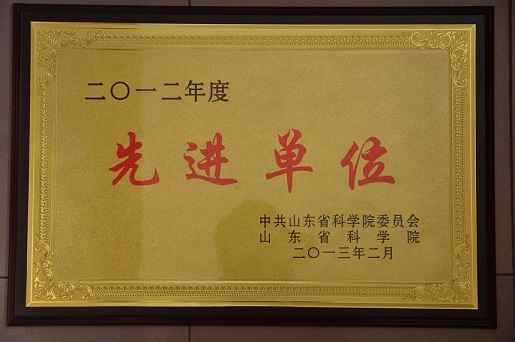 二〇一二年度
先进单位
中共山东省科学院委员会
山东省科学院
二〇一三年二月